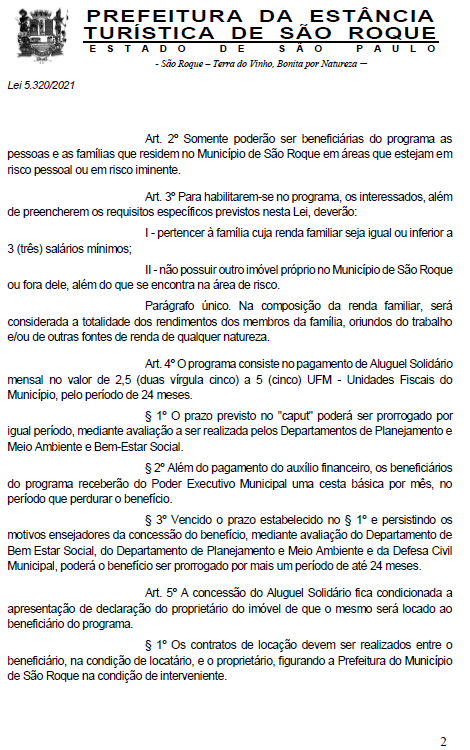 PREFEITURA DA ESTÂNCIA
TURÍSTICA DE SÃO ROQUE
ESTADO DE SÃO PAULO
- São Roque – Terra do Vinho, Bonita por Natureza –
Lei 5.320/2021
Art. 2º Somente poderão ser beneficiárias do programa as
pessoas e as famílias que residem no Município de São Roque em áreas que estejam em
risco pessoal ou em risco iminente.
Art. 3º Para habilitarem-se no programa, os interessados, além
de preencherem os requisitos específicos previstos nesta Lei, deverão:
I - pertencer à família cuja renda familiar seja igual ou inferior a
3 (três) salários mínimos;
II - não possuir outro imóvel próprio no Município de São Roque
ou fora dele, além do que se encontra na área de risco.
Parágrafo único. Na composição da renda familiar, será
considerada a totalidade dos rendimentos dos membros da família, oriundos do trabalho
e/ou de outras fontes de renda de qualquer natureza.
Art. 4º O programa consiste no pagamento de Aluguel Solidário
mensal no valor de 2,5 (duas vírgula cinco) a 5 (cinco) UFM - Unidades Fiscais do
Município, pelo período de 24 meses.
§ 1º O prazo previsto no "caput" poderá ser prorrogado por
igual período, mediante avaliação a ser realizada pelos Departamentos de Planejamento e
Meio Ambiente e Bem-Estar Social.
§ 2º Além do pagamento do auxílio financeiro, os beneficiários
do programa receberão do Poder Executivo Municipal uma cesta básica por mês, no
período que perdurar o benefício.
§ 3º Vencido o prazo estabelecido no § 1º e persistindo os
motivos ensejadores da concessão do benefício, mediante avaliação do Departamento de
Bem Estar Social, do Departamento de Planejamento e Meio Ambiente e da Defesa Civil
Municipal, poderá o benefício ser prorrogado por mais um período de até 24 meses.
Art. 5º A concessão do Aluguel Solidário fica condicionada a
apresentação de declaração do proprietário do imóvel de que o mesmo será locado ao
beneficiário do programa.
§ 1º Os contratos de locação devem ser realizados entre o
beneficiário, na condição de locatário, e o proprietário, figurando a Prefeitura do Município
de São Roque na condição de interveniente.
2